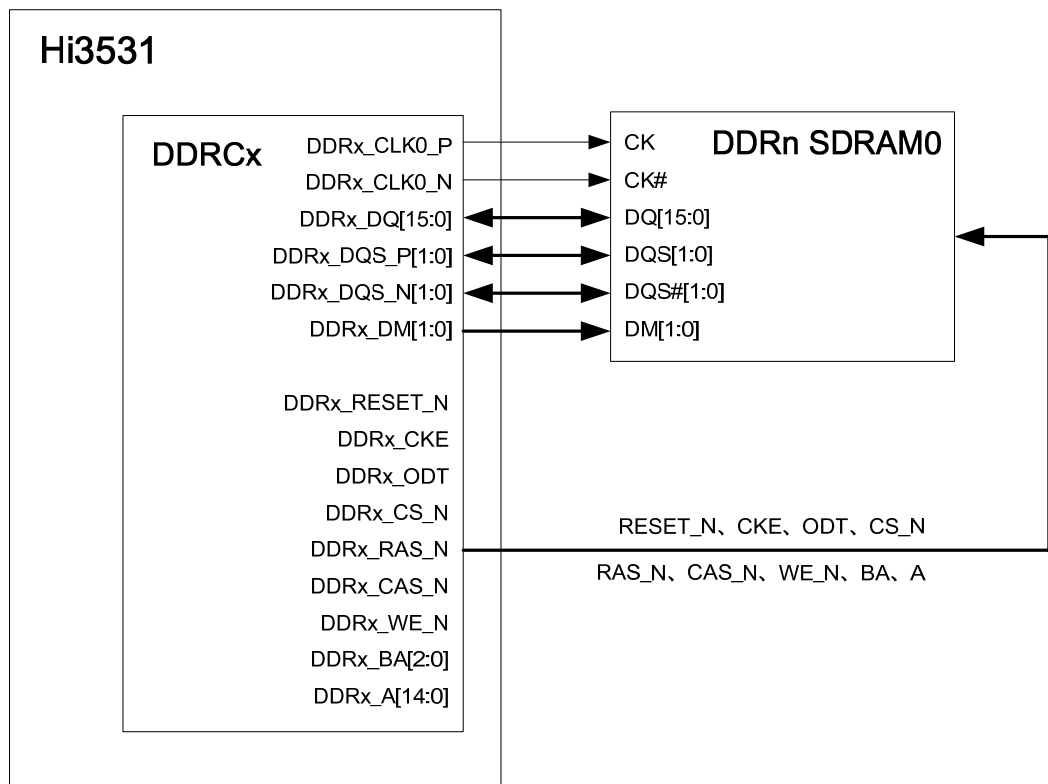 Hi3531
DDRCx
DDRn SDRAM0
DDRx_CLK0_P
CK
DDRx_CLK0_N
CK#
DDRx_DQ[15:0]
DQ[15:0]
DDRx_DQS_P[1:0]
DQS[1:0]
DDRx_DQS_N[1:0]
DQS#[1:0]
DDRx_DM[1:0]
DM[1:0]
DDRx_RESET_N
DDRx_CKE
DDRx_ODT
DDRx_CS_N
DDRx_RAS_N
DDRx_CAS_N
DDRx_WE_N
DDRx_BA[2:0]
DDRx_A[14:0]
RESET_N、CKE、ODT、CS_N
RAS_N、CAS_N、WE_N、BA、A